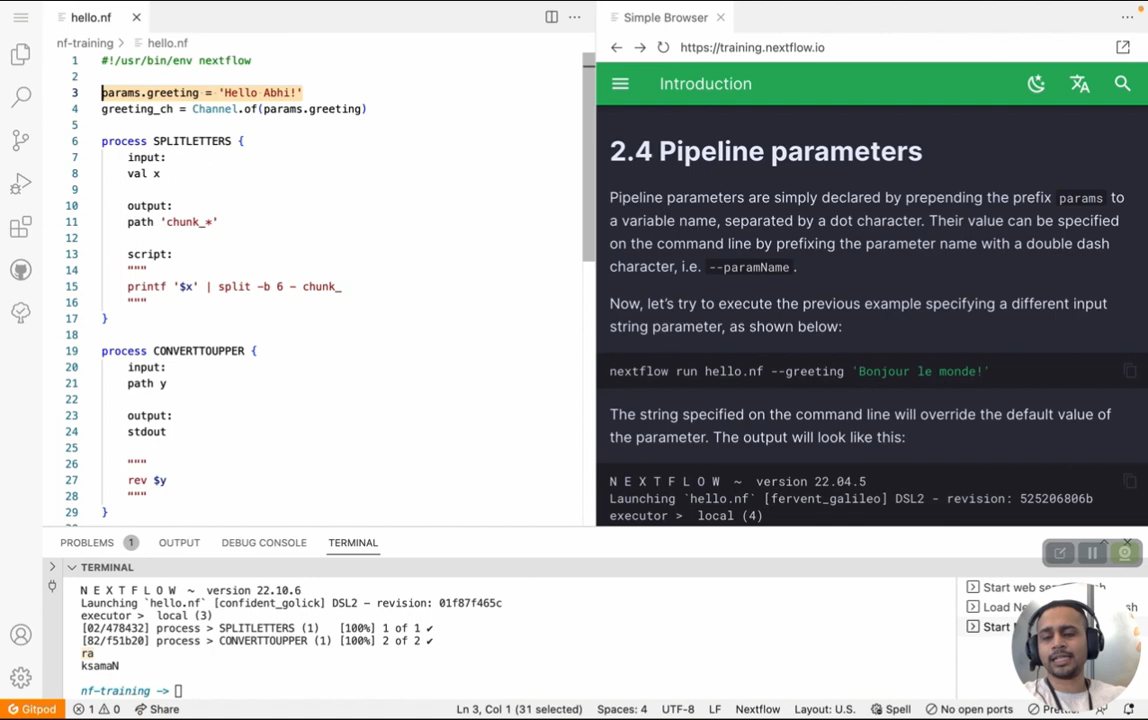 hello.nf
Simple Browser
nf-training > hello.nf
https://training.nextflow.io
1 #!/usr/bin/env nextflow
2
3 params.greeting = 'Hello Abhi!'
4 greeting_ch = Channel.of(params.greeting)
5
6 process SPLITLETTERS {
7 input:
8 val x
9
10 output:
11 path 'chunk_*'
12
13 script:
14 """
15 printf '$x' | split -b 6 - chunk_
16 """
17 }
18
19 process CONVERTTOUPPER {
20 input:
21 path y
22
23 output:
24 stdout
25
26 """
27 rev $y
28 """
29 }
Introduction
2.4 Pipeline parameters
Pipeline parameters are simply declared by prepending the prefix params to
a variable name, separated by a dot character. Their value can be specified
on the command line by prefixing the parameter name with a double dash
character, i.e. --paramName.
Now, let's try to execute the previous example specifying a different input
string parameter, as shown below:
nextflow run hello.nf --greeting 'Bonjour le monde!'
The string specified on the command line will override the default value of
the parameter. The output will look like this:
N E X T F L O W ~ version 22.04.5
Launching `hello.nf` [fervent_galileo] DSL2 - revision: 525206806b
executor > local (4)
PROBLEMS 1 OUTPUT DEBUG CONSOLE TERMINAL
TERMINAL
N E X T F L O W ~ version 22.10.6
Launching `hello.nf` [confident_golick] DSL2 - revision: 01f87f465c
executor > local (3)
[02/478432] process > SPLITLETTERS (1) [100%] 1 of 1 ✔
[82/f51b20] process > CONVERTTOUPPER (1) [100%] 2 of 2 ✔
ra
ksamaN
nf-training ->
Start web
Load
Start
Gitpod 1 0 Share Ln 3, Col 1 (31 selected) Spaces: 4 UTF-8 LF Nextflow Layout: U.S. Spell No open ports